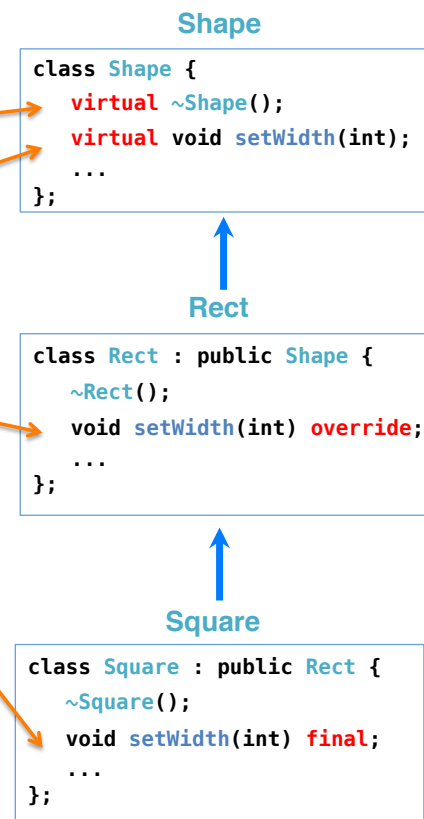 Shape
class Shape {
virtual ~Shape();
virtual void setWidth(int);
...
};
Rect
class Rect : public Shape {
~Rect();
void setWidth(int) override;
...
};
Square
class Square : public Rect {
~Square();
void setWidth(int) final;
...
};